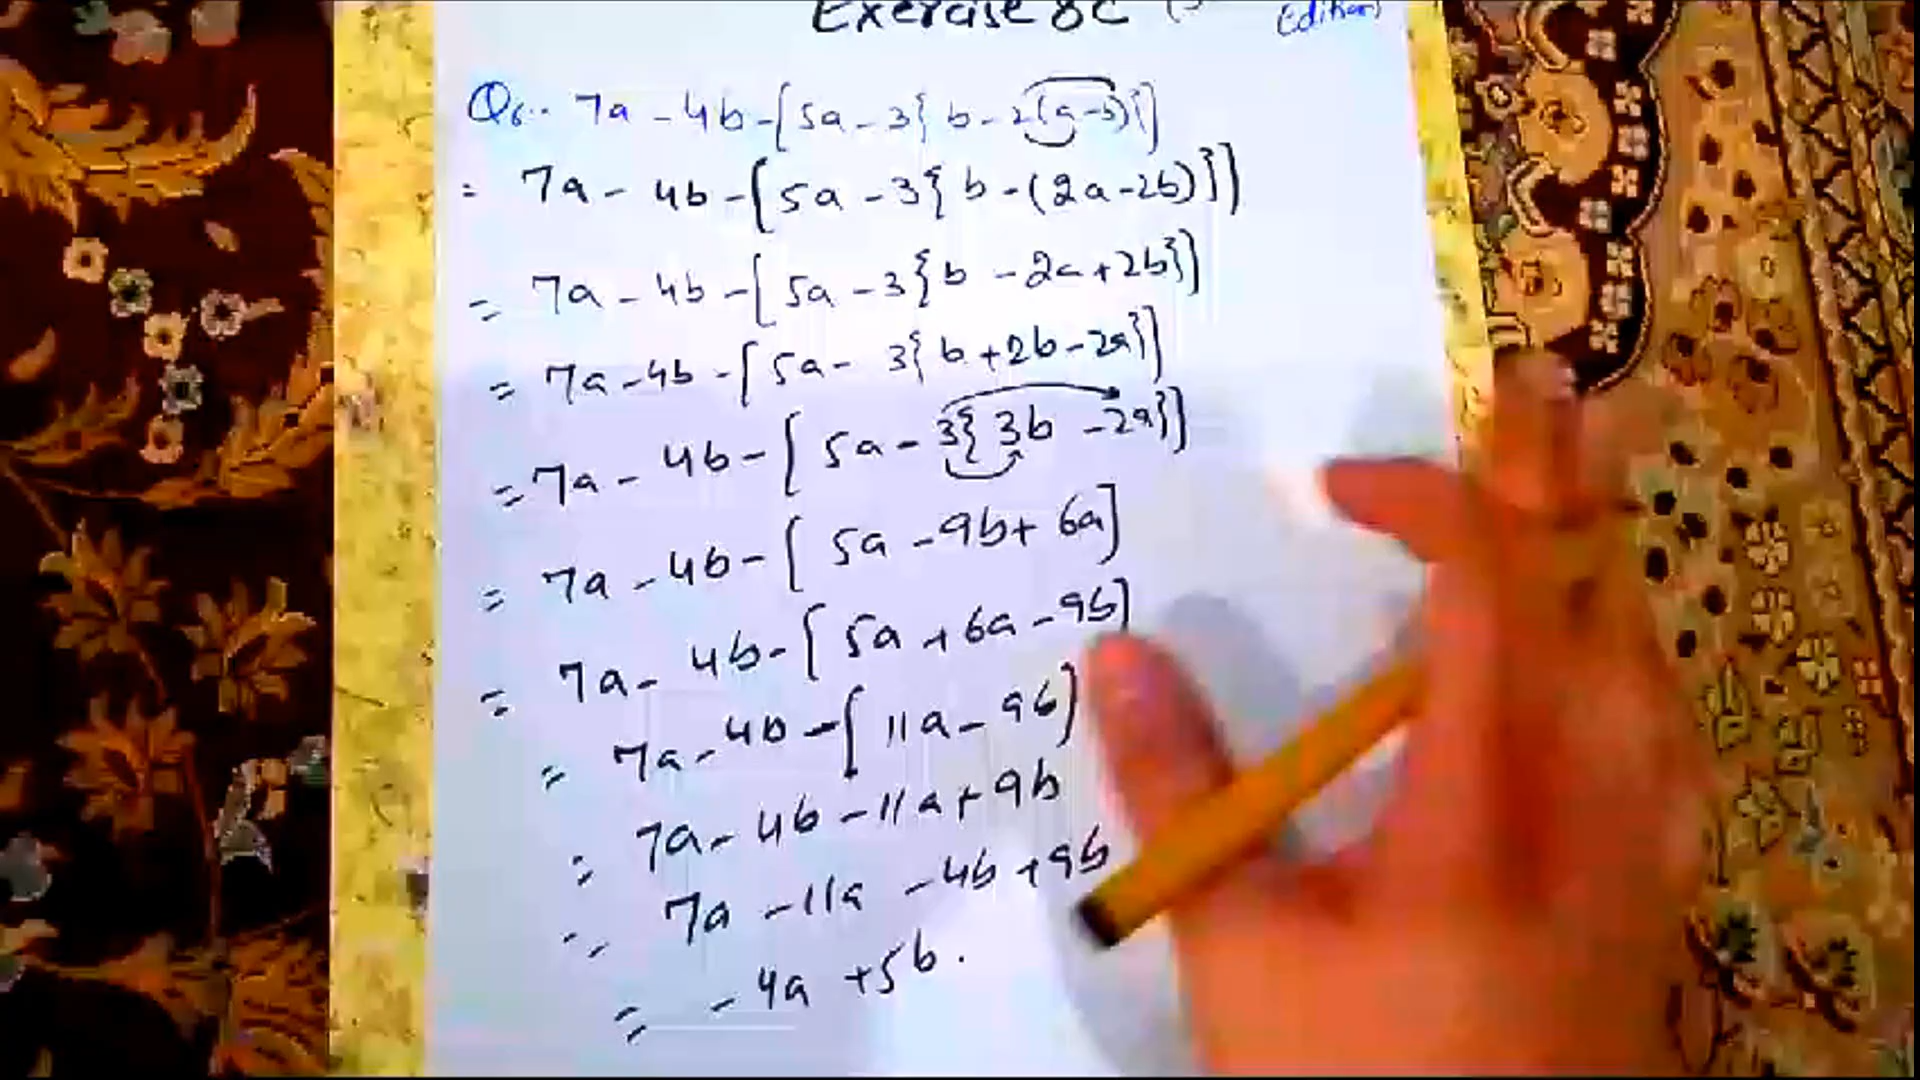 Exercise 8C
Edition)
Q6.. 7a - 4b - [5a - 3{ b - 2(a - b)}]
= 7a - 4b - [5a - 3{ b - (2a - 2b)}]
= 7a - 4b - [5a - 3{b - 2a + 2b}]
= 7a - 4b - [5a - 3{b + 2b - 2a}]
= 7a - 4b - [5a - 3{3b - 2a}]
= 7a - 4b - [5a - 9b + 6a]
= 7a - 4b - [5a + 6a - 9b]
= 7a - 4b - [11a - 9b]
= 7a - 4b - 11a + 9b
= 7a - 11a - 4b + 9b
= - 4a + 5b.